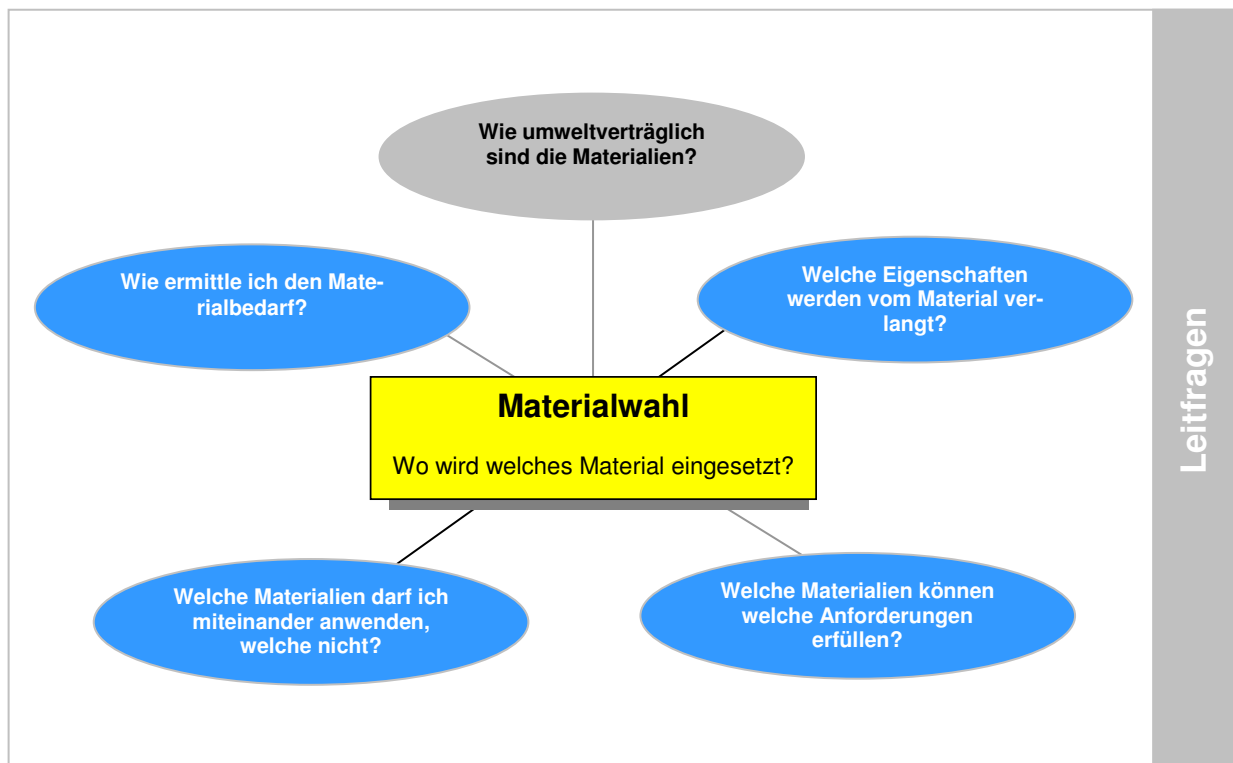 Wie umweltverträglich
sind die Materialien?
Wie ermittle ich den Mate-
rialbedarf?
Welche Eigenschaften
werden vom Material ver-
langt?
Materialwahl
Wo wird welches Material eingesetzt?
Welche Materialien darf ich
miteinander anwenden,
welche nicht?
Welche Materialien können
welche Anforderungen
erfüllen?
Leitfragen